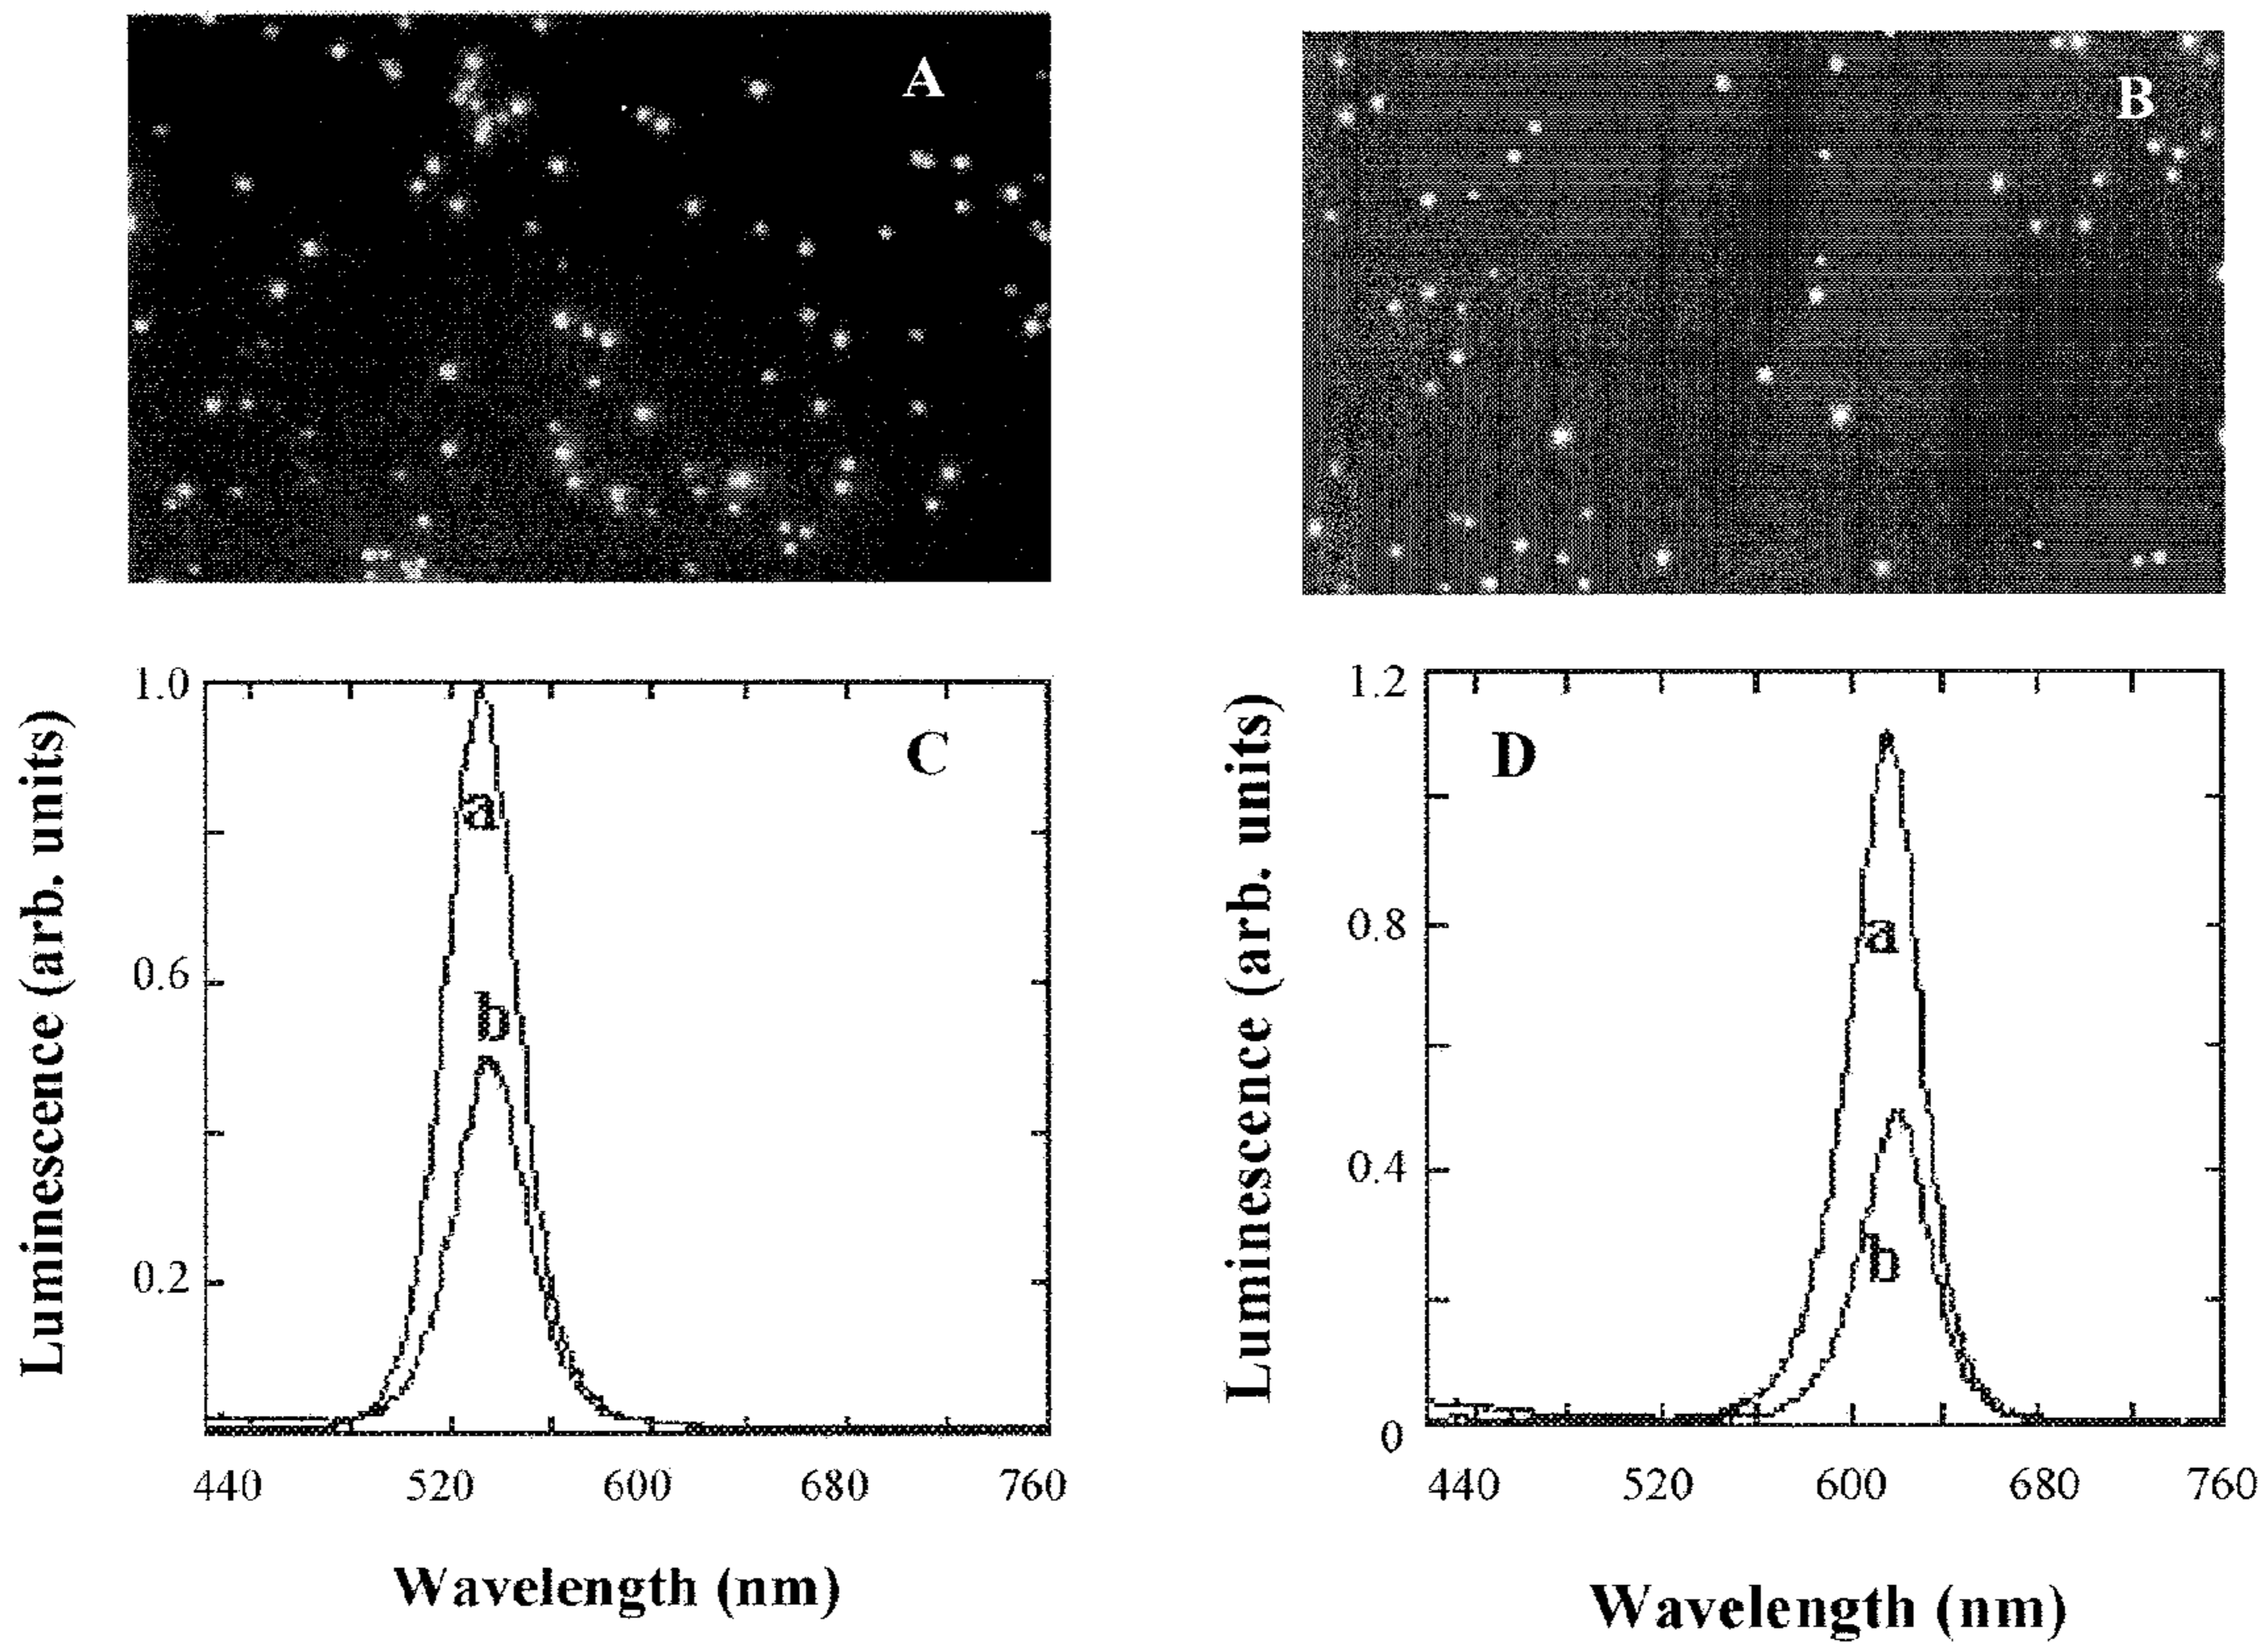 A
B
Luminescence (arb. units)
1.0
0.6
0.2
C
a
b
440 520 600 680 760
Wavelength (nm)
Luminescence (arb. units)
1.2
0.8
0.4
0
D
a
b
440 520 600 680 760
Wavelength (nm)